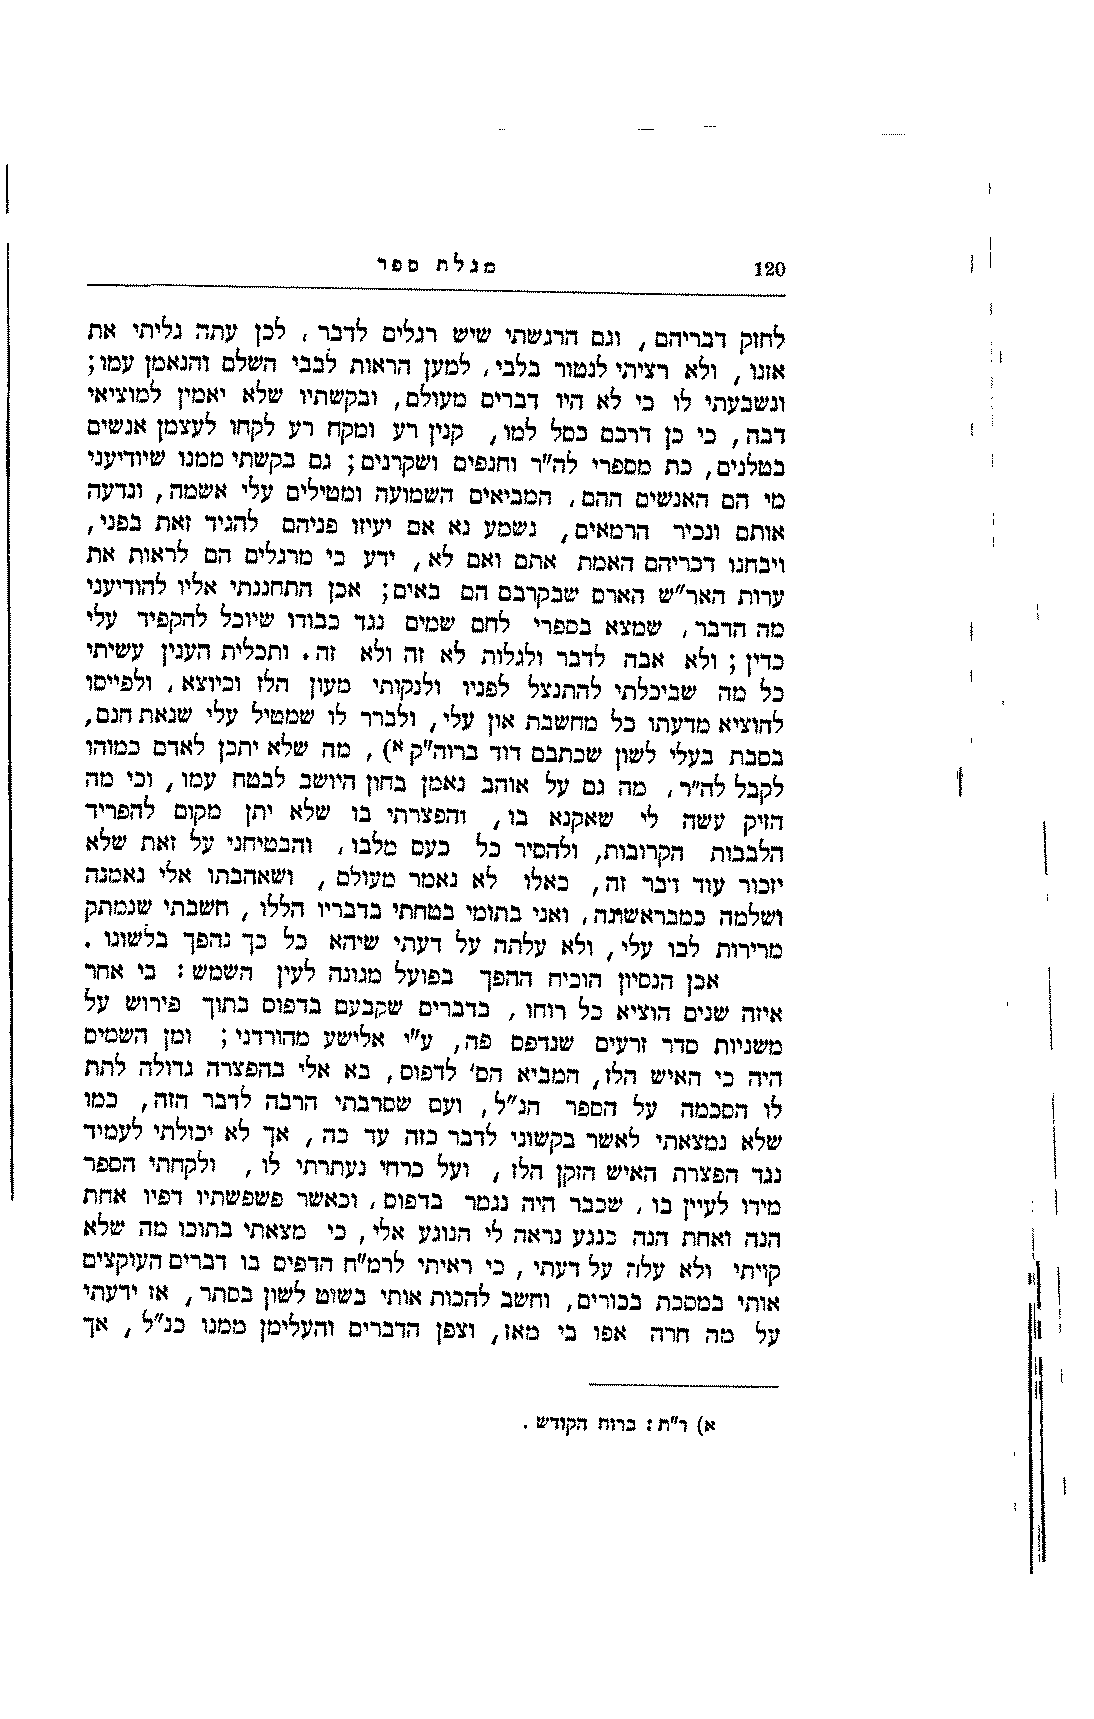 120
מגלת ספר
לחזק דבריהם, וגם הרגשתי שיש רגלים לדבר, לכן עתה גליתי את
אזנו, ולא רציתי לנטור בלבי, למען הראות לבבי השלם והנאמן עמו;
ונשבעתי לו כי לא היו דברים מעולם, ובקשתיו שלא יאמין למוציאי
דבה, כי כן דרכם כסל למו, קנין רע ומקח רע לקחו לעצמן אנשים
בטלנים, כת מספרי לה"ר וחנפים ושקרנים; גם בקשתי ממנו שיודיעני
מי הם האנשים ההם, המביאים השמועה ומטילים עלי אשמה, ונדעה
אותם ונכיר הרמאים, נשמע נא אם יעיזו פניהם להגיד זאת בפני,
ויבחנו דבריהם האמת אתם ואם לא, ידע כי מרגלים הם לראות את
ערות האר"ש הארם שבקרבם הם באים; אכן התחננתי אליו להודיעני
מה הדבר, שמצא בספרי לחם שמים נגד כבודו שיוכל להקפיד עלי
כדין; ולא אבה לדבר ולגלות לא זה ולא זה. ותכלית הענין עשיתי
כל מה שביכלתי להתנצל לפניו ולנקותי מעון הלז וכיוצא, ולפייסו
להוציא מדעתו כל מחשבת און עלי, ולברר לו שמטיל עלי שנאת חנם,
בסבת בעלי לשון שכתבם דוד ברוה"ק א), מה שלא יתכן לאדם כמוהו
לקבל לה"ר, מה גם על אוהב נאמן בחון היושב לבטח עמו, וכי מה
הזיק עשה לי שאקנא בו, והפצרתי בו שלא יתן מקום להפריד
הלבבות הקרובות, ולהסיר כל כעס מלבו, והבטיחני על זאת שלא
יזכור עוד דבר זה, כאלו לא נאמר מעולם, ושאהבתו אלי נאמנה
ושלמה כמבראשונה, ואני בתומי בטחתי בדבריו הללו, חשבתי שנמתק
מרירות לבו עלי, ולא עלתה על דעתי שיהא כל כך נהפך בלשונו.
אכן הנסיון הוכיח ההפך בפועל מגונה לעין השמש: כי אחר
איזה שנים הוציא כל רוחו, בדברים שקבעם בדפוס בתוך פירוש על
משניות סדר זרעים שנדפס פה, ע"י אלישע מהורדני; ומן השמים
היה כי האיש הלז, המביא הס' לדפוס, בא אלי בהפצרה גדולה לתת
לו הסכמה על הספר הנ"ל, ועם שסרבתי הרבה לדבר הזה, כמו
שלא נמצאתי לאשר בקשוני לדבר כזה עד כה, אך לא יכולתי לעמיד
נגד הפצרת האיש הזקן הלז, ועל כרחי נעתרתי לו, ולקחתי הספר
מידו לעיין בו, שכבר היה נגמר בדפוס, וכאשר פשפשתיו דפיו אחת
הנה ואחת הנה כנגע נראה לי הנוגע אלי, כי מצאתי בתוכו מה שלא
קויתי ולא עלה על דעתי, כי ראיתי לרמ"ח הדפיס בו דברים העוקצים
אותי במסכת בכורים, וחשב להכות אותי בשוט לשון בסתר, אז ידעתי
על מה חרה אפו בי מאז, וצפן הדברים והעלימן ממנו כנ"ל, אך
א) ר"ת: ברוח הקודש.